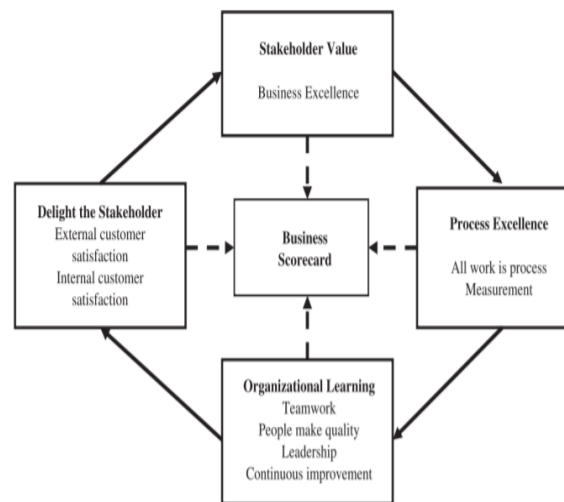 Stakeholder Value
Business Excellence
Delight the Stakeholder
External customer
satisfaction
Internal customer
satisfaction
Business
Scorecard
Process Excellence
All work is process
Measurement
Organizational Learning
Teamwork
People make quality
Leadership
Continuous improvement